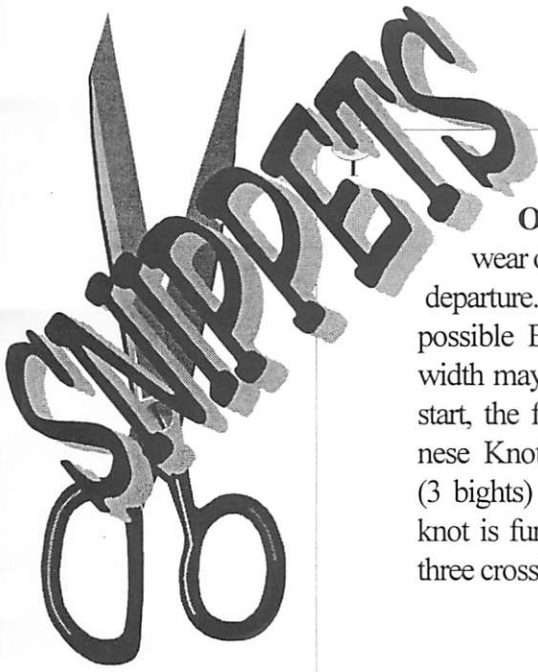 SNIPPETS
I
O
wear o
departure.
possible E
width may
start, the f
nese Knot
(3 bights)
knot is fur
three cross